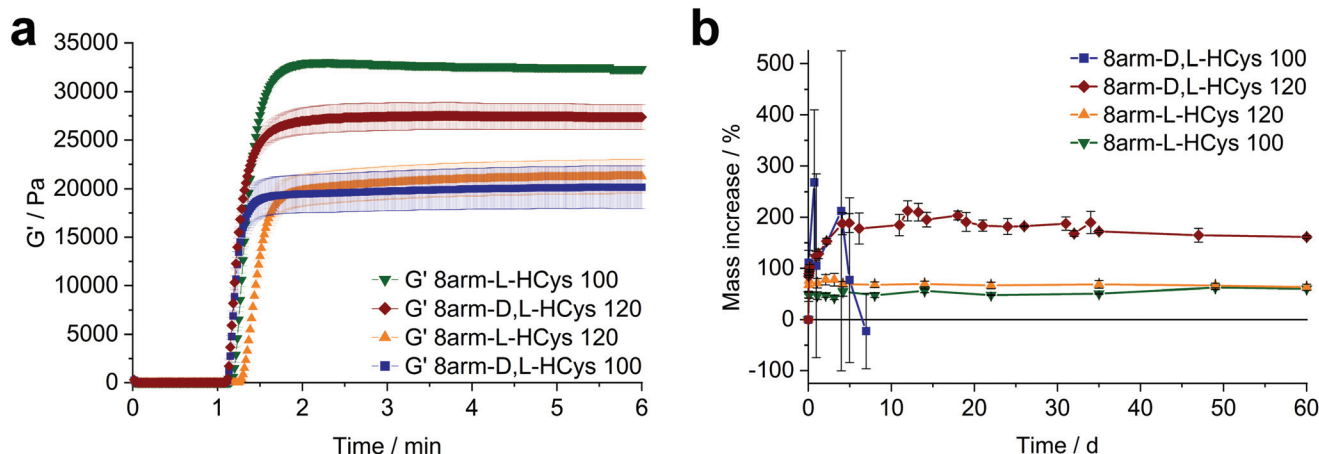 a
35000
30000
25000
20000
15000
10000
5000
0
G' / Pa
G' 8arm-L-HCys 100
G' 8arm-D,L-HCys 120
G' 8arm-L-HCys 120
G' 8arm-D,L-HCys 100
0 1 2 3 4 5 6
Time / min
b
500
400
300
200
100
0
-100
Mass increase / %
8arm-D,L-HCys 100
8arm-D,L-HCys 120
8arm-L-HCys 120
8arm-L-HCys 100
0 10 20 30 40 50 60
Time / d